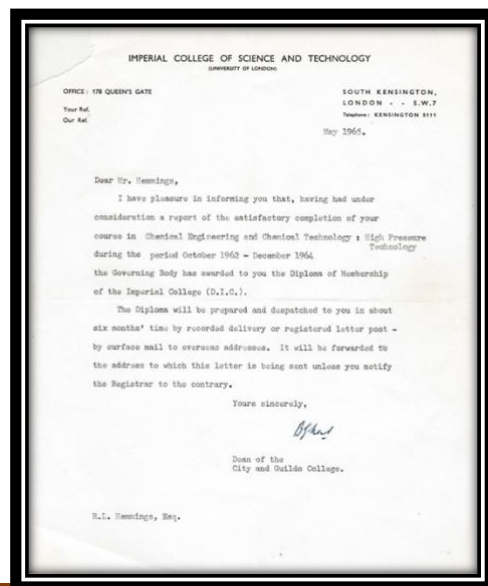 IMPERIAL COLLEGE OF SCIENCE AND TECHNOLOGY
(UNIVERSITY OF LONDON)
OFFICE: 178 QUEEN'S GATE
Your Ref.
Our Ref.
SOUTH KENSINGTON,
LONDON - - S.W.7
Telephone: KENSINGTON 5111
May 1965.
Dear Mr. Hemmings,
I have pleasure in informing you that, having had under
consideration a report of the satisfactory completion of your
course in Chemical Engineering and Chemical Technology : High Pressure
Technology
during the period October 1962 - December 1964
the Governing Body has awarded to you the Diploma of Membership
of the Imperial College (D.I.C.).
The Diploma will be prepared and despatched to you in about
six months' time by recorded delivery or registered letter post -
by surface mail to overseas addresses. It will be forwarded to
the address to which this letter is being sent unless you notify
the Registrar to the contrary.
Yours sincerely,
Dean of the
City and Guilds College.
R.L. Hemmings, Esq.